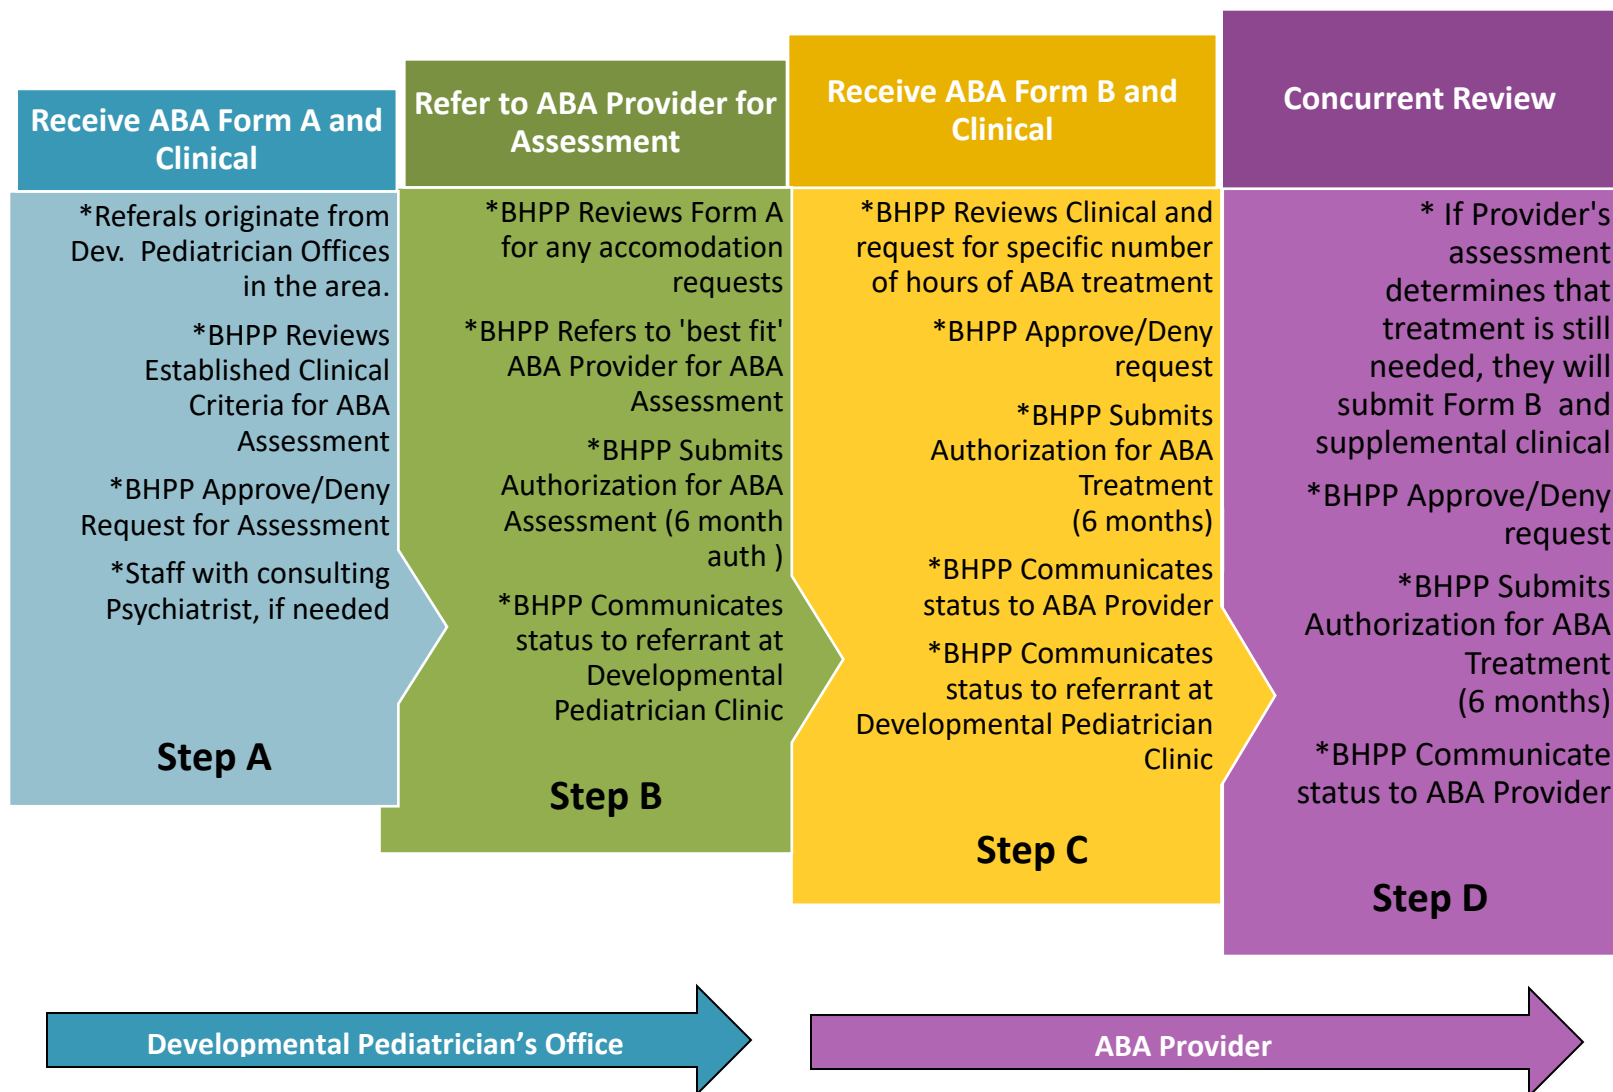 Receive ABA Form A and
Clinical
*Referrals originate from
Dev.  Pediatrician Offices
in the area.
*BHPP Reviews
Established Clinical
Criteria for ABA
Assessment
*BHPP Approve/Deny
Request for Assessment
*Staff with consulting
Psychiatrist, if needed
Step A
Refer to ABA Provider for
Assessment
*BHPP Reviews Form A
for any accomodation
requests
*BHPP Refers to 'best fit'
ABA Provider for ABA
Assessment
*BHPP Submits
Authorization for ABA
Assessment (6 month
auth )
*BHPP Communicates
status to referrant at
Developmental
Pediatrician Clinic
Step B
Receive ABA Form B and
Clinical
*BHPP Reviews Clinical and
request for specific number
of hours of ABA treatment
*BHPP Approve/Deny
request
*BHPP Submits
Authorization for ABA
Treatment
(6 months)
*BHPP Communicates
status to ABA Provider
*BHPP Communicates
status to referrant at
Developmental Pediatrician
Clinic
Step C
Concurrent Review
* If Provider's
assessment
determines that
treatment is still
needed, they will
submit Form B  and
supplemental clinical
*BHPP Approve/Deny
request
*BHPP Submits
Authorization for ABA
Treatment
(6 months)
*BHPP Communicate
status to ABA Provider
Step D
Developmental Pediatrician’s Office
ABA Provider